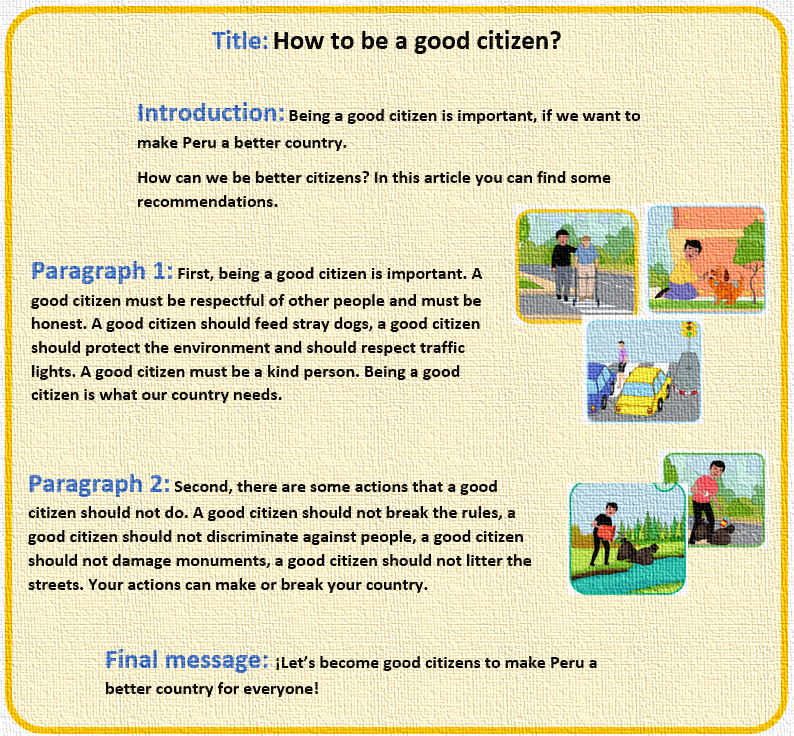 Title: How to be a good citizen?
Introduction: Being a good citizen is important, if we want to
make Peru a better country.
How can we be better citizens? In this article you can find some
recommendations.
Paragraph 1: First, being a good citizen is important. A
good citizen must be respectful of other people and must be
honest. A good citizen should feed stray dogs, a good citizen
should protect the environment and should respect traffic
lights. A good citizen must be a kind person. Being a good
citizen is what our country needs.
Paragraph 2: Second, there are some actions that a good
citizen should not do. A good citizen should not break the rules, a
good citizen should not discriminate against people, a good citizen
should not damage monuments, a good citizen should not litter the
streets. Your actions can make or break your country.
Final message: ¡Let's become good citizens to make Peru a
better country for everyone!